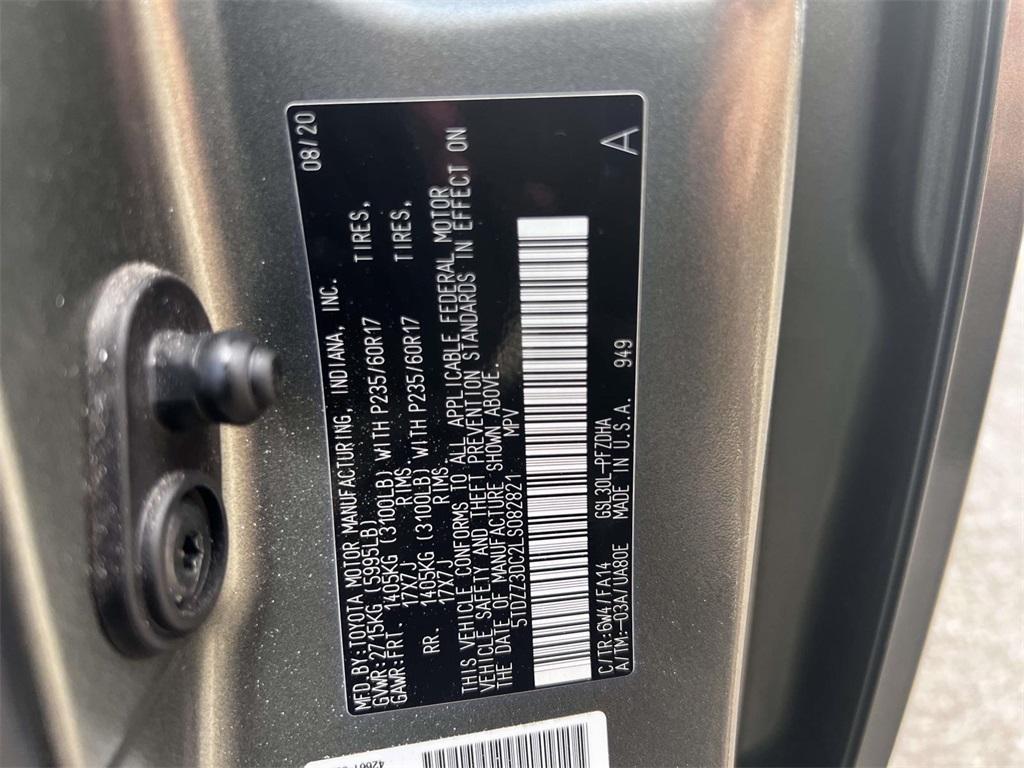 MFD.BY:TOYOTA MOTOR MANUFACTURING, INDIANA, INC. 08/20
GVWR:2715KG (5995LB)
GAWR:FRT. 1405KG (3100LB) WITH P235/60R17 TIRES,
17X7J RIMS
RR. 1405KG (3100LB) WITH P235/60R17 TIRES,
17X7J RIMS
THIS VEHICLE CONFORMS TO ALL APPLICABLE FEDERAL MOTOR
VEHICLE SAFETY AND THEFT PREVENTION STANDARDS IN EFFECT ON
THE DATE OF MANUFACTURE SHOWN ABOVE.
5TDZZ3DC2LS082821 MPV
C/TR:6W41FA14 GSL30L-PFZDHA
A/TM:-03A/UA80E MADE IN U.S.A. 949 A